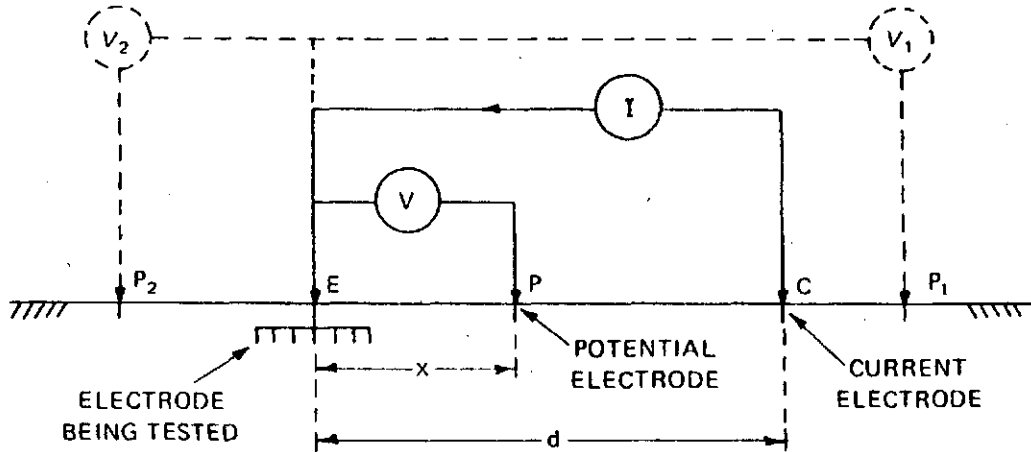 V₂
V₁
I
V
P₂
E
P
C
P₁
POTENTIAL
ELECTRODE
CURRENT
ELECTRODE
ELECTRODE
BEING TESTED
x
d